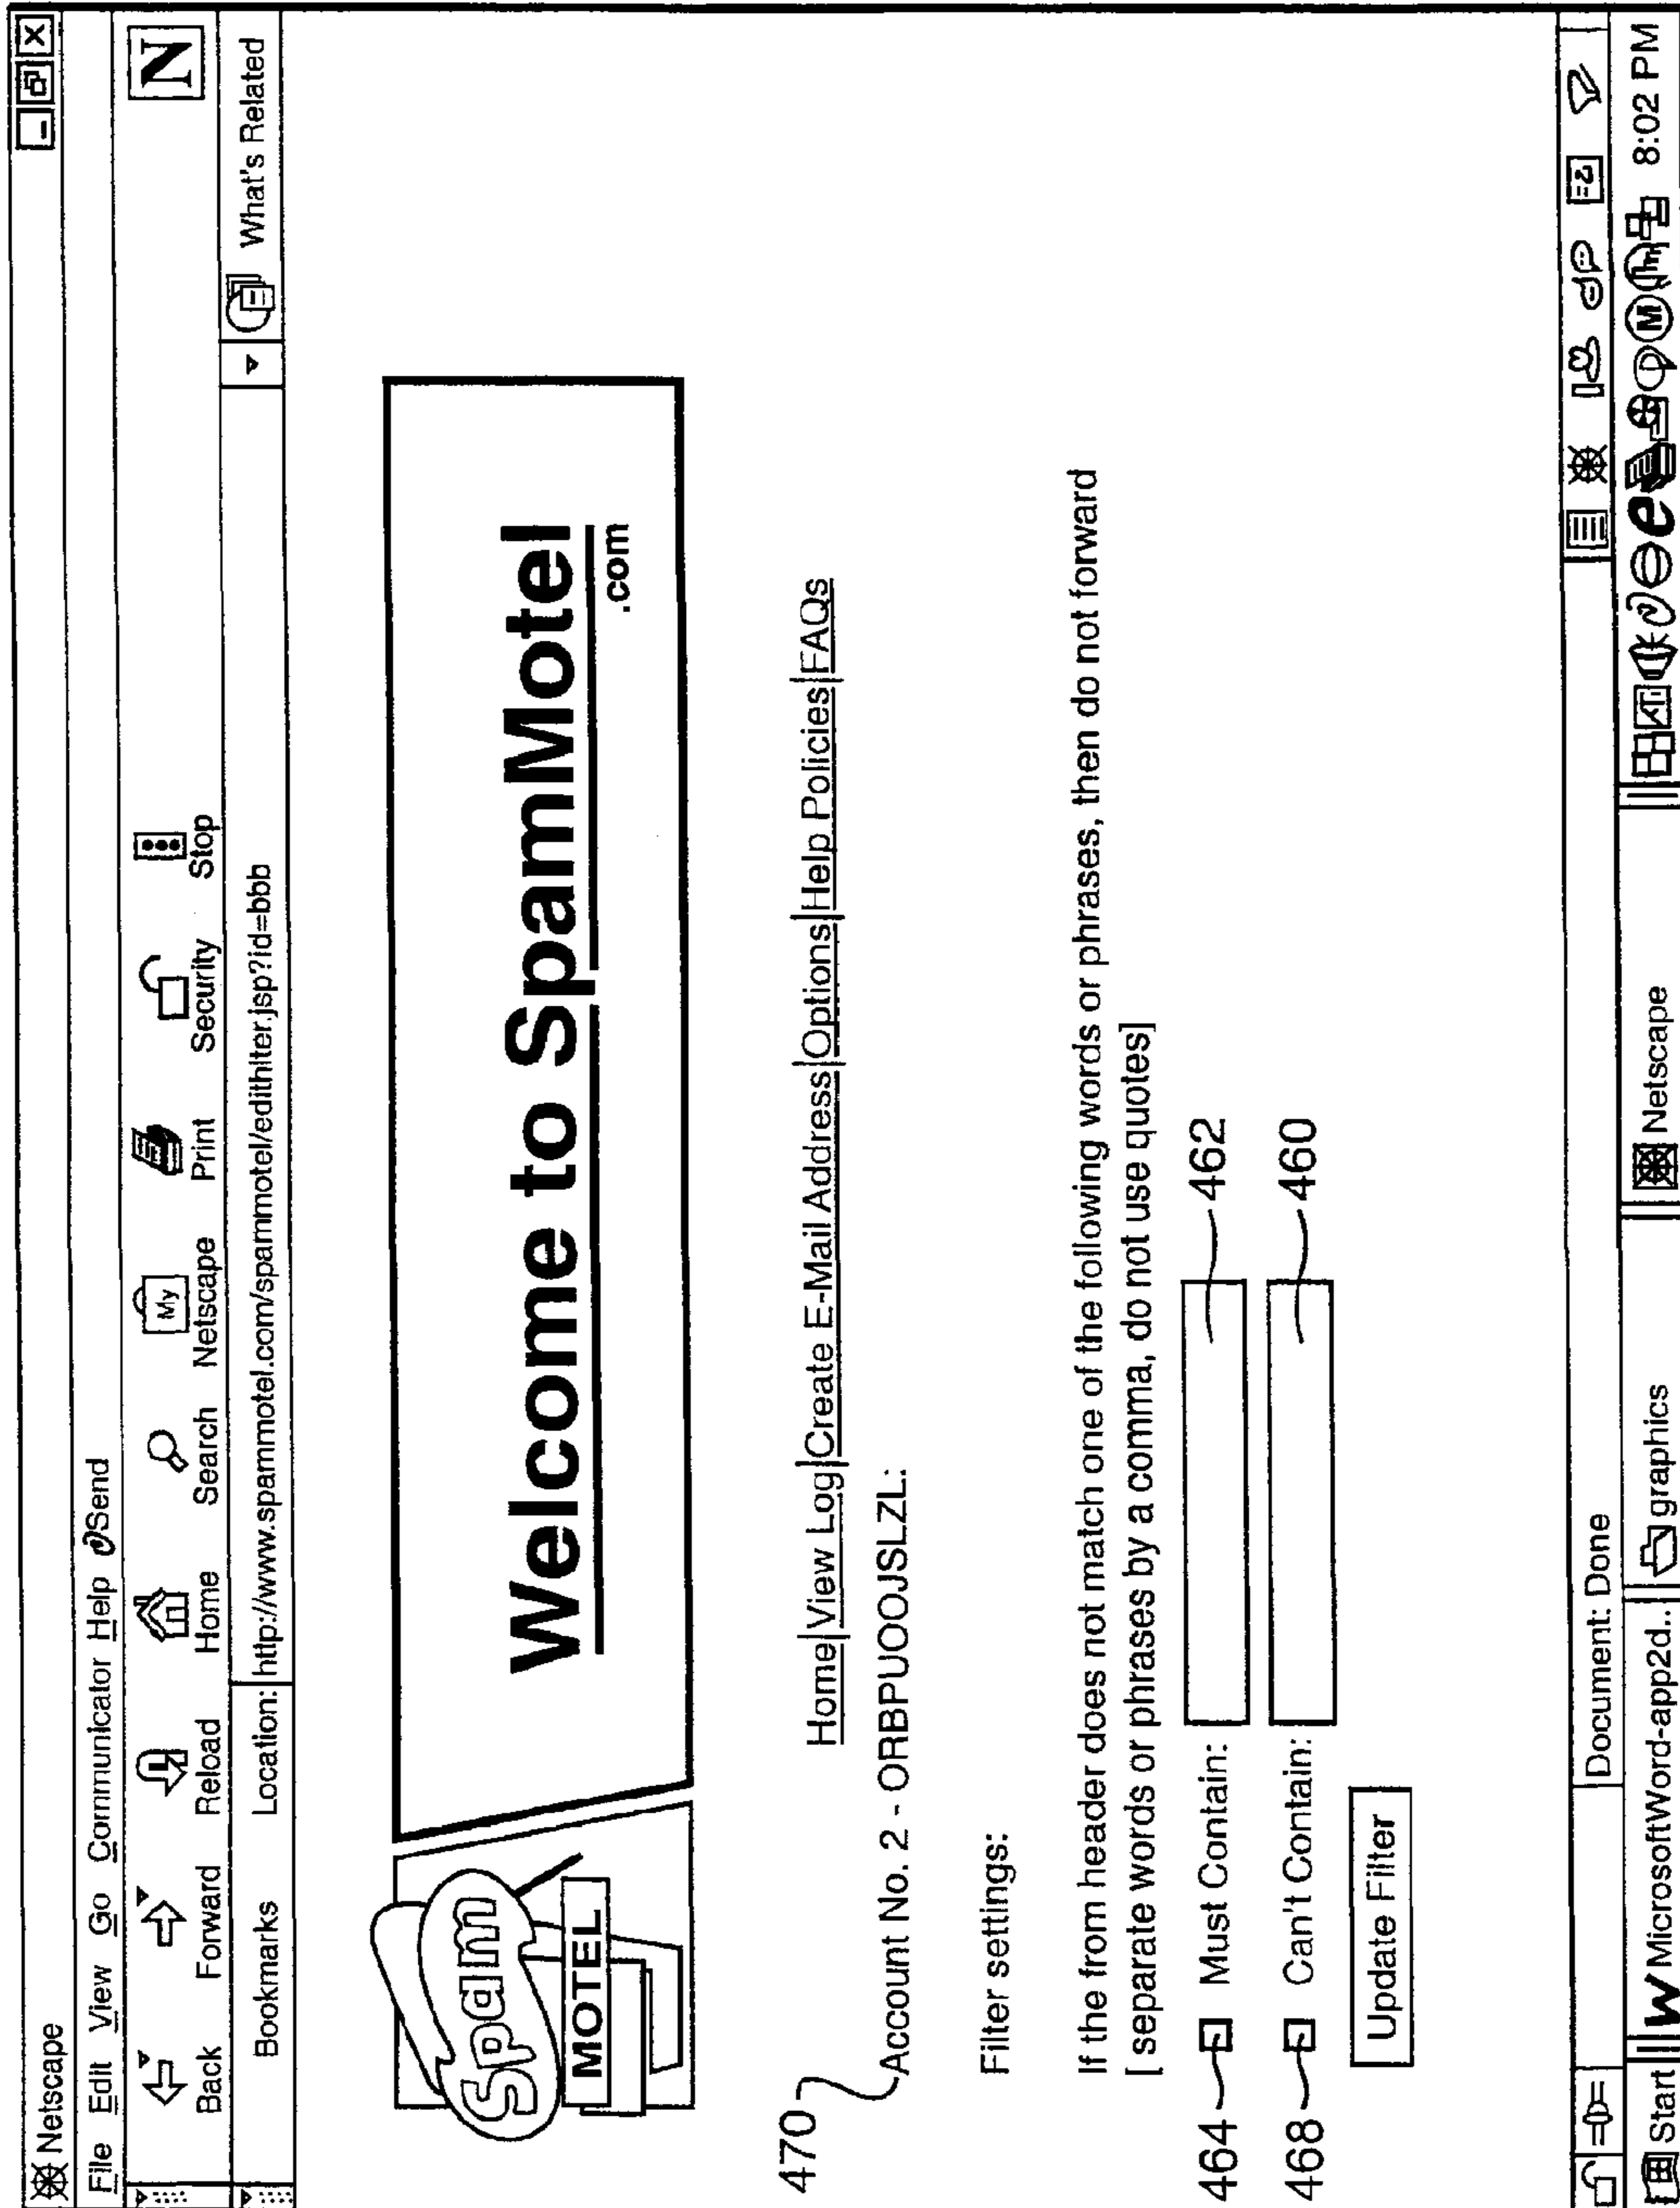 Netscape
File Edit View Go Communicator Help Send
Back Forward Reload Home Search My Netscape Print Security Stop N
Bookmarks Location: http://www.spammotel.com/spammotel/edithlter.jsp?id=bbb What's Related
Spam
MOTEL
Welcome to SpamMotel
.com
Home|View Log|Create E-Mail Address|Options|Help Policies|FAQs
470
Account No. 2 - ORBPUOOJSLZL:
Filter settings:
If the from header does not match one of the following words or phrases, then do not forward
[ separate words or phrases by a comma, do not use quotes]
464 Must Contain: 462
468 Can't Contain: 460
Update Filter
Document: Done
Start W MicrosoftWord-app2d.. graphics Netscape 8:02 PM